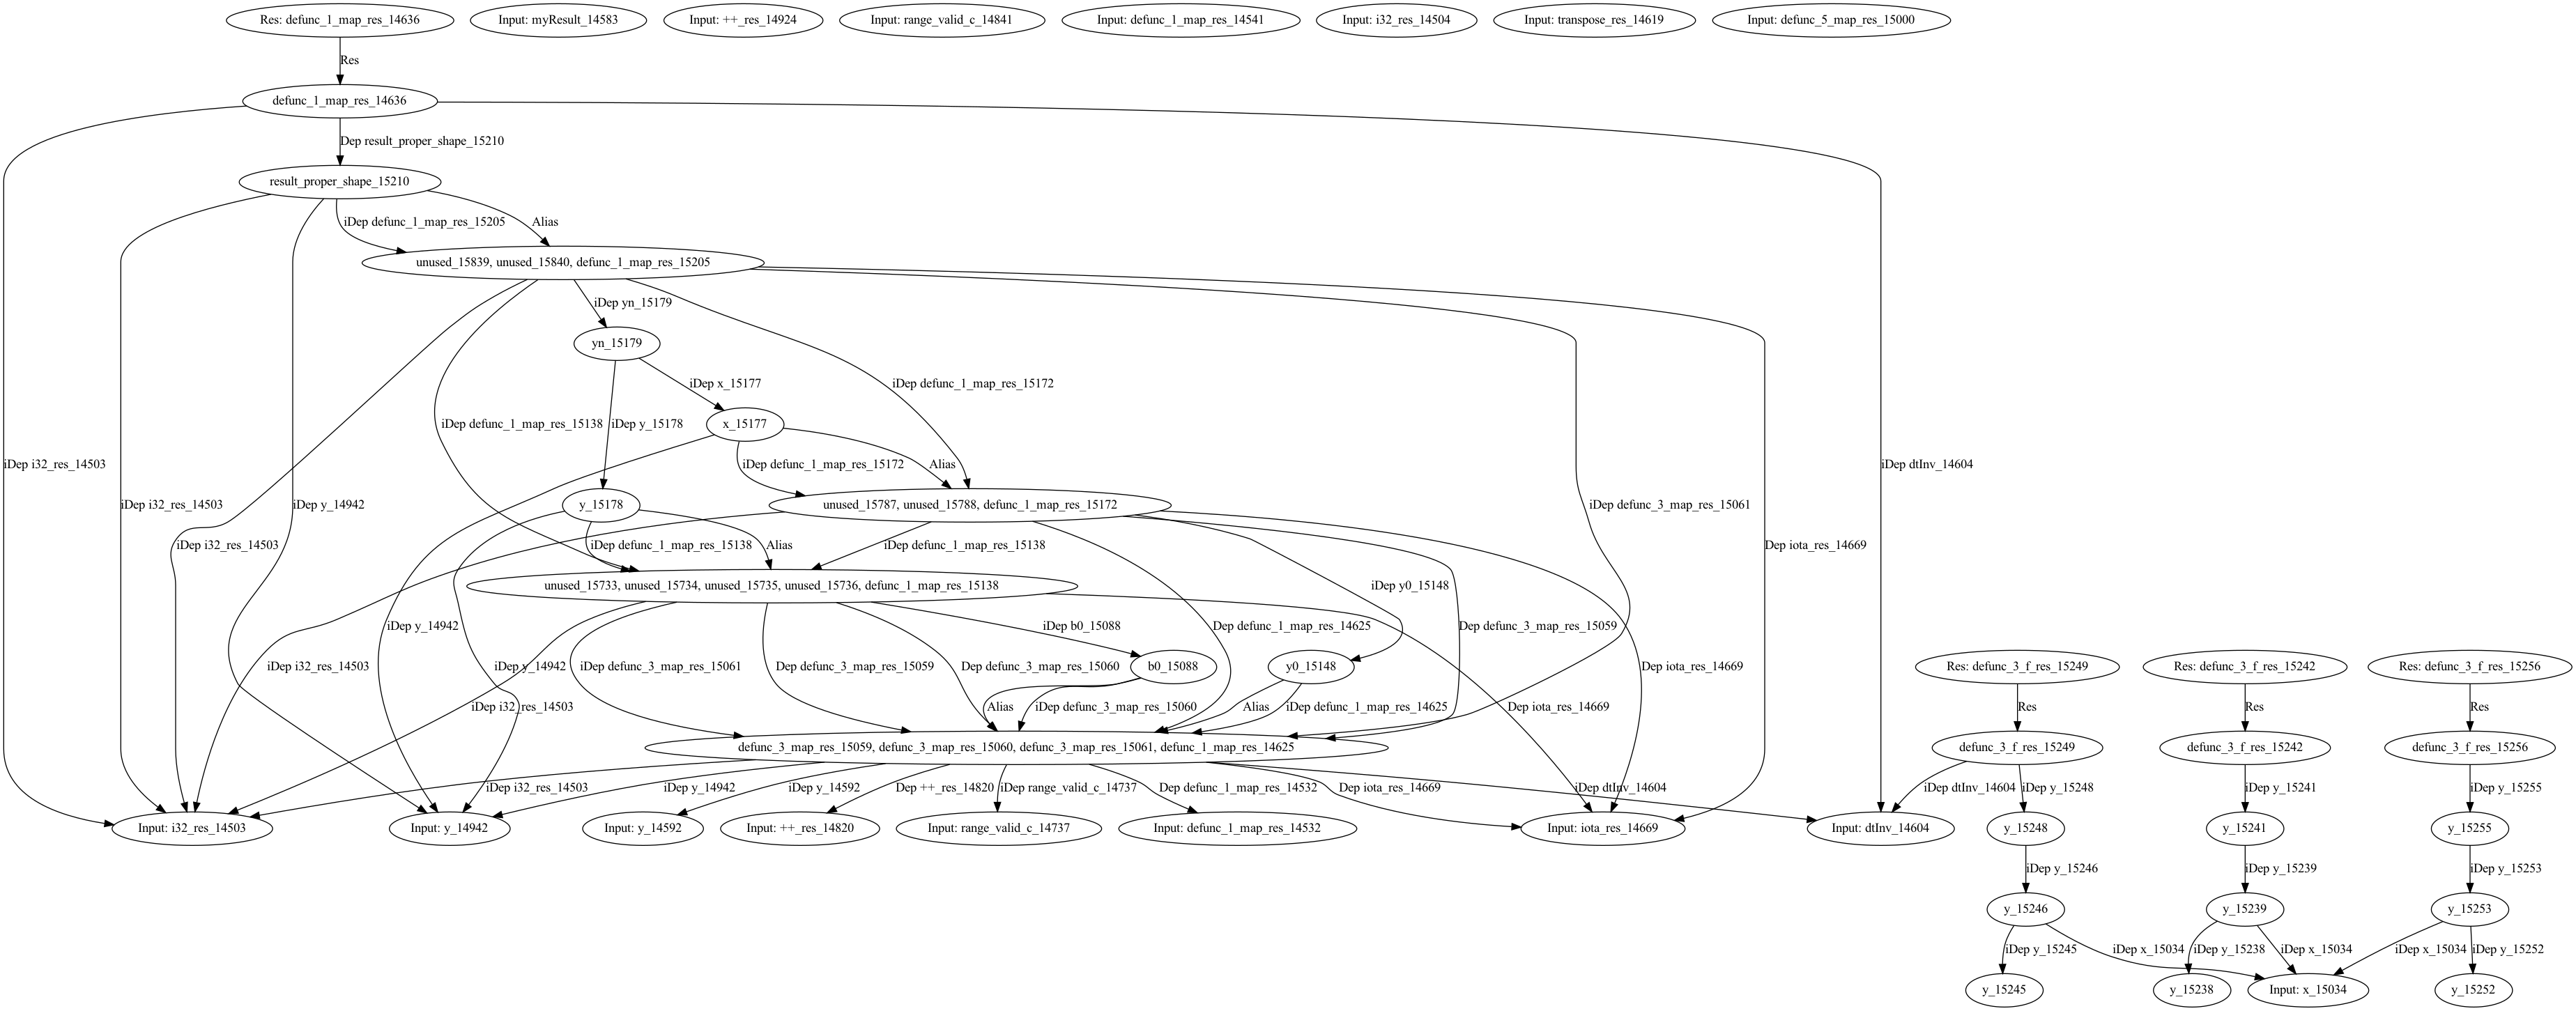 Res: defunc_1_map_res_14636
Input: myResult_14583
Input: ++_res_14924
Input: range_valid_c_14841
Input: defunc_1_map_res_14541
Input: i32_res_14504
Input: transpose_res_14619
Input: defunc_5_map_res_15000
Res
defunc_1_map_res_14636
Dep result_proper_shape_15210
result_proper_shape_15210
iDep defunc_1_map_res_15205
Alias
unused_15839, unused_15840, defunc_1_map_res_15205
iDep yn_15179
yn_15179
iDep x_15177
iDep defunc_1_map_res_15172
x_15177
iDep defunc_1_map_res_15138
iDep y_15178
iDep i32_res_14503
iDep defunc_1_map_res_15172
Alias
iDep dtInv_14604
iDep i32_res_14503
iDep y_14942
y_15178
unused_15787, unused_15788, defunc_1_map_res_15172
iDep defunc_3_map_res_15061
iDep i32_res_14503
iDep defunc_1_map_res_15138
Alias
iDep defunc_1_map_res_15138
Dep iota_res_14669
unused_15733, unused_15734, unused_15735, unused_15736, defunc_1_map_res_15138
iDep y0_15148
iDep y_14942
iDep b0_15088
Dep defunc_1_map_res_14625
Dep defunc_3_map_res_15059
iDep i32_res_14503
iDep y_14942
iDep defunc_3_map_res_15061
Dep defunc_3_map_res_15059
Dep defunc_3_map_res_15060
b0_15088
y0_15148
Dep iota_res_14669
Res: defunc_3_f_res_15249
Res: defunc_3_f_res_15242
Res: defunc_3_f_res_15256
iDep i32_res_14503
Alias
iDep defunc_3_map_res_15060
Alias
iDep defunc_1_map_res_14625
Dep iota_res_14669
Res
Res
Res
defunc_3_map_res_15059, defunc_3_map_res_15060, defunc_3_map_res_15061, defunc_1_map_res_14625
defunc_3_f_res_15249
defunc_3_f_res_15242
defunc_3_f_res_15256
iDep i32_res_14503
iDep y_14942
iDep y_14592
Dep ++_res_14820
iDep range_valid_c_14737
Dep defunc_1_map_res_14532
Dep iota_res_14669
iDep dtInv_14604
iDep dtInv_14604
iDep y_15248
iDep y_15241
iDep y_15255
Input: i32_res_14503
Input: y_14942
Input: y_14592
Input: ++_res_14820
Input: range_valid_c_14737
Input: defunc_1_map_res_14532
Input: iota_res_14669
Input: dtInv_14604
y_15248
y_15241
y_15255
iDep y_15246
iDep y_15239
iDep y_15253
y_15246
y_15239
y_15253
iDep y_15245
iDep x_15034
iDep y_15238
iDep x_15034
iDep x_15034
iDep y_15252
y_15245
y_15238
Input: x_15034
y_15252